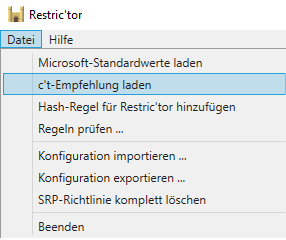 Restric'tor
Datei Hilfe
Microsoft-Standardwerte laden
c't-Empfehlung laden
Hash-Regel für Restric'tor hinzufügen
Regeln prüfen ...
Konfiguration importieren ...
Konfiguration exportieren ...
SRP-Richtlinie komplett löschen
Beenden